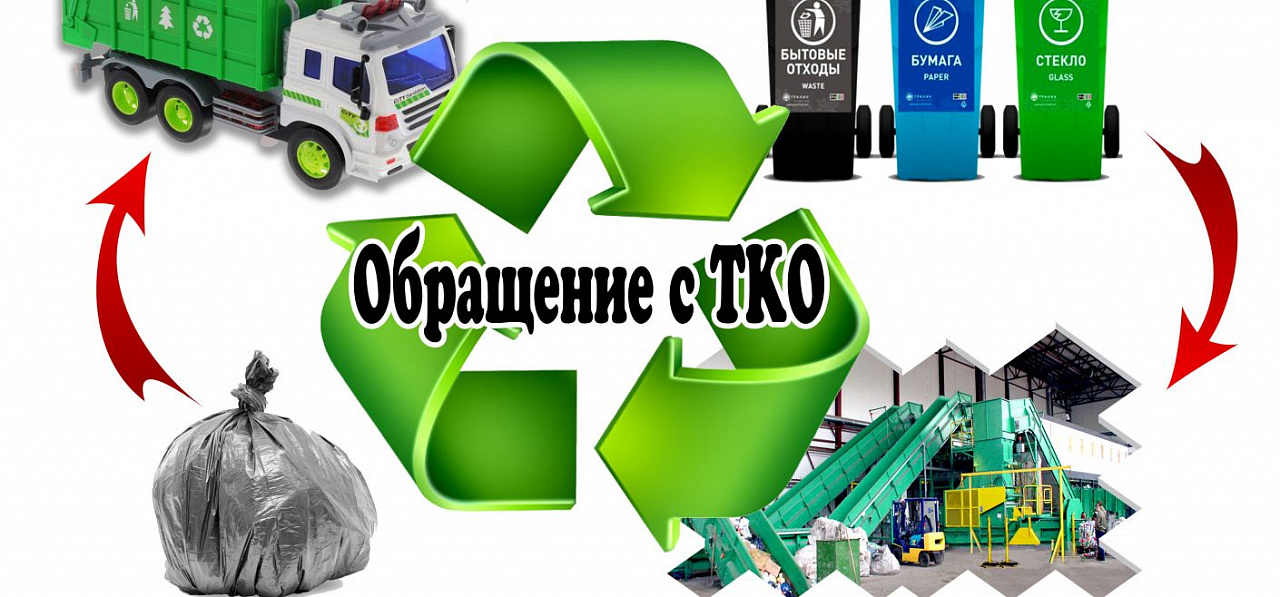 БЫТОВЫЕ
ОТХОДЫ
WASTE
БУМАГА
PAPER
СТЕКЛО
GLASS
Обращение с ТКО